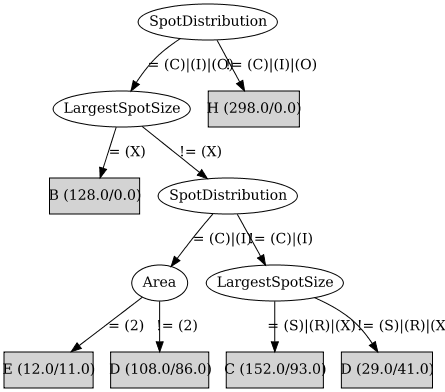 SpotDistribution
= (C)|(I)|(O)
!= (C)|(I)|(O)
LargestSpotSize
H (298.0/0.0)
= (X)
!= (X)
B (128.0/0.0)
SpotDistribution
= (C)|(I)
!= (C)|(I)
Area
LargestSpotSize
= (2)
!= (2)
= (S)|(R)|(X)
!= (S)|(R)|(X
E (12.0/11.0)
D (108.0/86.0)
C (152.0/93.0)
D (29.0/41.0)